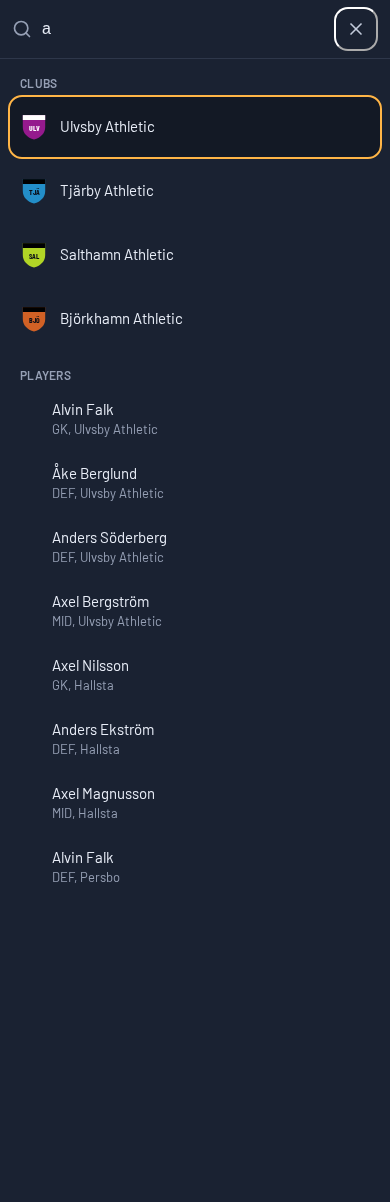 a
CLUBS
ULV Ulvsby Athletic
TJÄ Tjärby Athletic
SAL Salthamn Athletic
BJÖ Björkhamn Athletic
PLAYERS
Alvin Falk
GK, Ulvsby Athletic
Åke Berglund
DEF, Ulvsby Athletic
Anders Söderberg
DEF, Ulvsby Athletic
Axel Bergström
MID, Ulvsby Athletic
Axel Nilsson
GK, Hallsta
Anders Ekström
DEF, Hallsta
Axel Magnusson
MID, Hallsta
Alvin Falk
DEF, Persbo